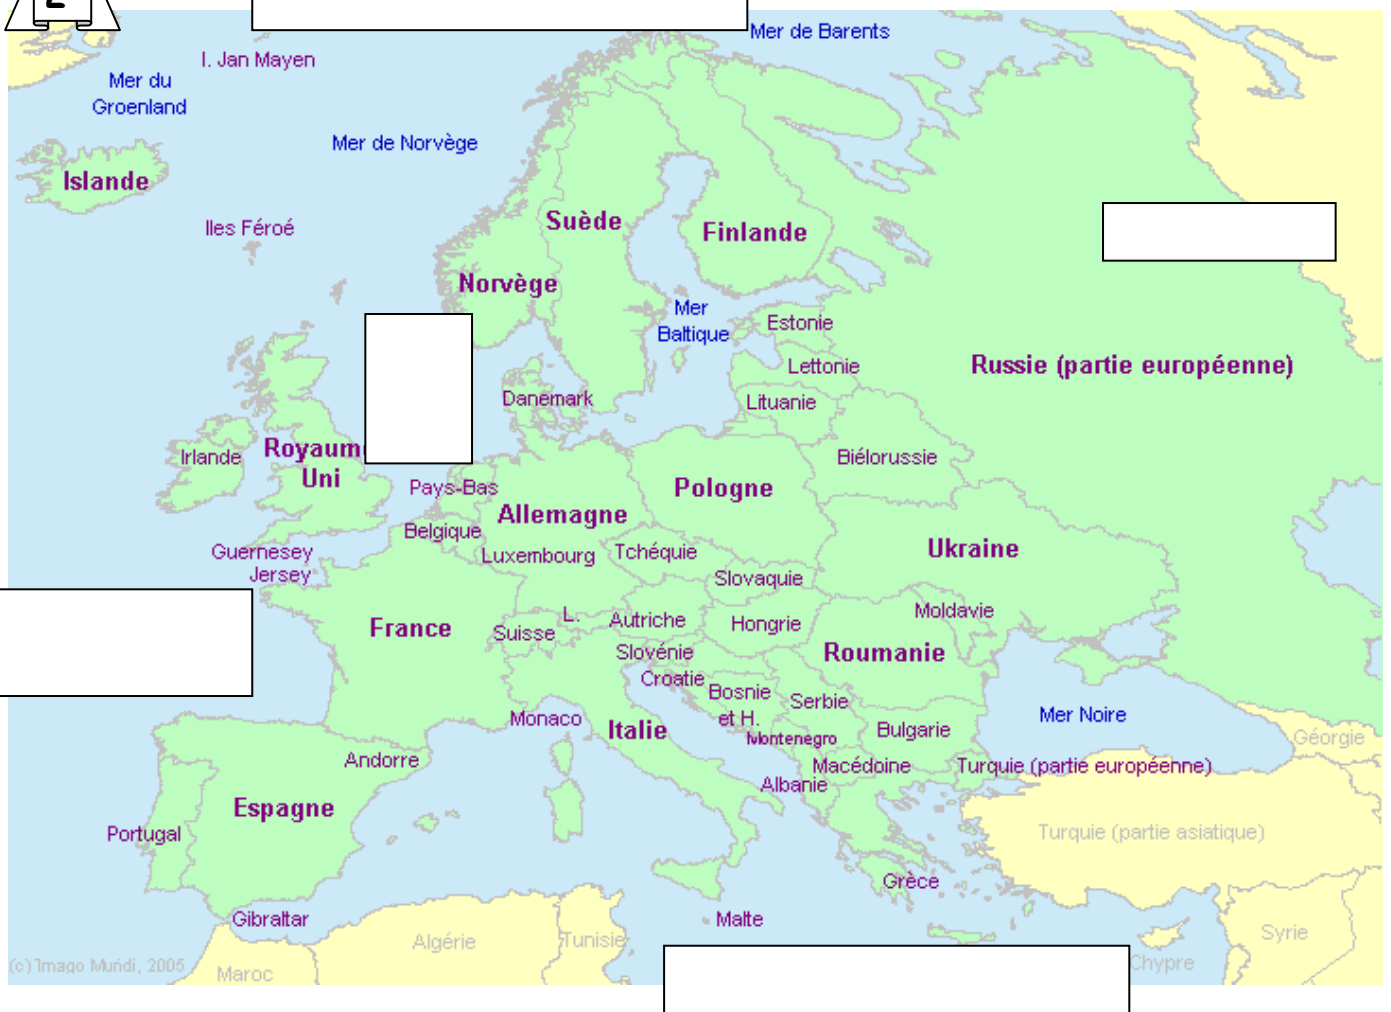 2
Mer de Barents
I. Jan Mayen
Mer du
Groenland
Mer de Norvège
Islande
Iles Féroé
Suède
Finlande
Norvège
Mer
Baltique
Estonie
Lettonie
Russie (partie européenne)
Danemark
Lituanie
Irlande
Royaum
Uni
Biélorussie
Pays-Bas
Pologne
Allemagne
Belgique
Ukraine
Guernesey
Jersey
Luxembourg
Tchéquie
Slovaquie
L.
Autriche
Hongrie
Moldavie
France
Suisse
Slovénie
Roumanie
Croatie
Bosnie
et H.
Serbie
Monaco
Italie
Montenegro
Bulgarie
Mer Noire
Géorgie
Andorre
Macédoine
Turquie (partie européenne)
Albanie
Espagne
Portugal
Turquie (partie asiatique)
Grèce
Gibraltar
Malte
Algérie
Tunisie
Syrie
Chypre
(c) Imago Mundi, 2005
Maroc